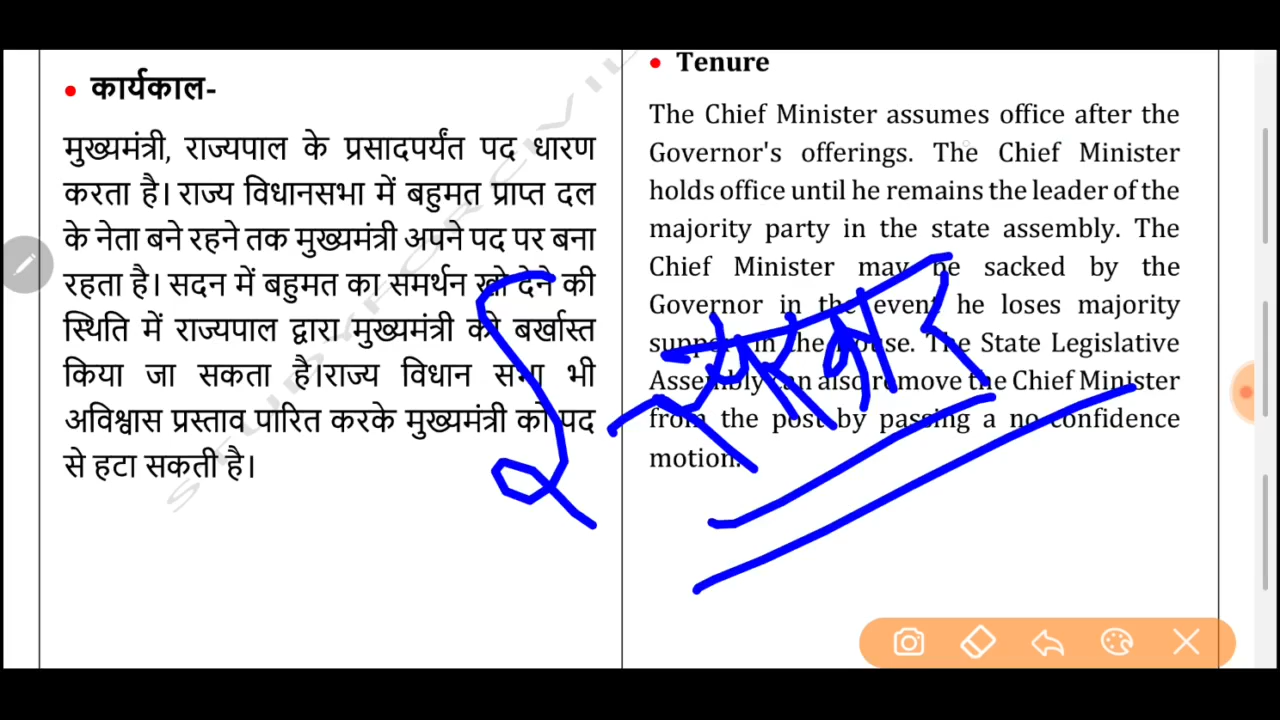 • कार्यकाल-
मुख्यमंत्री, राज्यपाल के प्रसादपर्यंत पद धारण
करता है। राज्य विधानसभा में बहुमत प्राप्त दल
के नेता बने रहने तक मुख्यमंत्री अपने पद पर बना
रहता है। सदन में बहुमत का समर्थन खो देने की
स्थिति में राज्यपाल द्वारा मुख्यमंत्री को बर्खास्त
किया जा सकता है।राज्य विधान सभा भी
अविश्वास प्रस्ताव पारित करके मुख्यमंत्री को पद
से हटा सकती है।
• Tenure
The Chief Minister assumes office after the
Governor's offerings. The Chief Minister
holds office until he remains the leader of the
majority party in the state assembly. The
Chief Minister may be sacked by the
Governor in the event he loses majority
support in the House. The State Legislative
Assembly can also remove the Chief Minister
from the post by passing a no-confidence
motion.